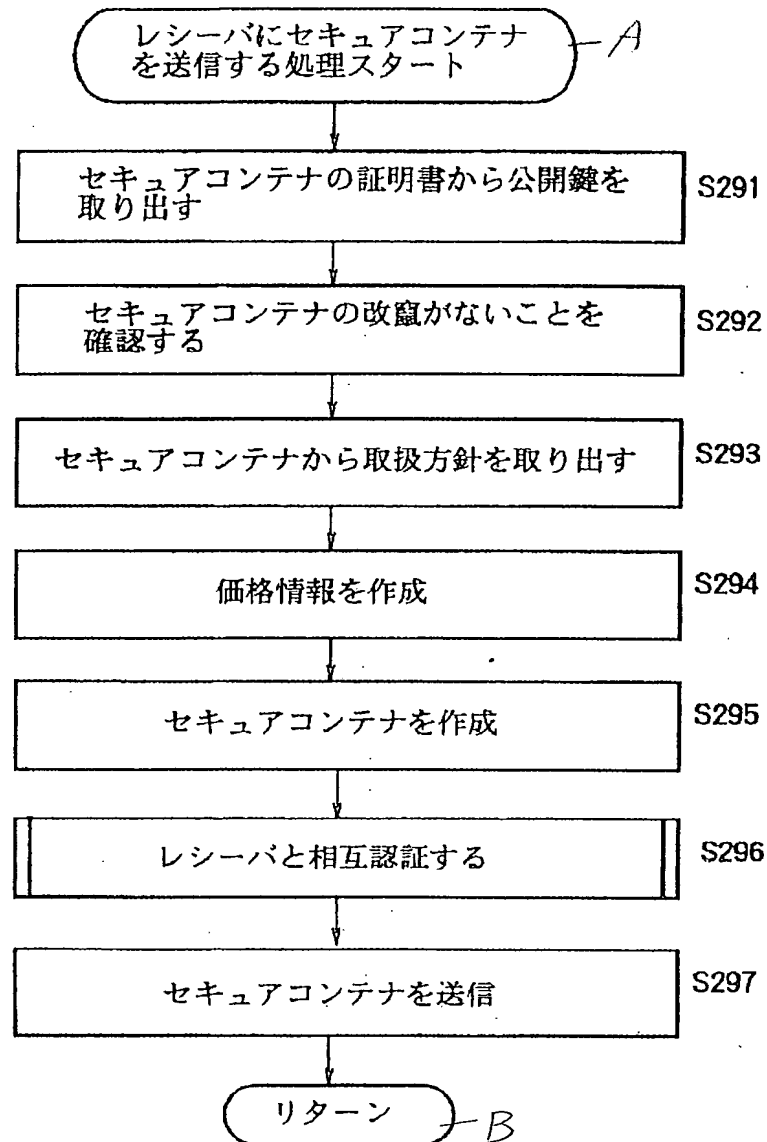 レシーバにセキュアコンテナ
を送信する処理スタート
A
セキュアコンテナの証明書から公開鍵を
取り出す
S291
セキュアコンテナの改竄がないことを
確認する
S292
セキュアコンテナから取扱方針を取り出す
S293
価格情報を作成
S294
セキュアコンテナを作成
S295
レシーバと相互認証する
S296
セキュアコンテナを送信
S297
リターン
B